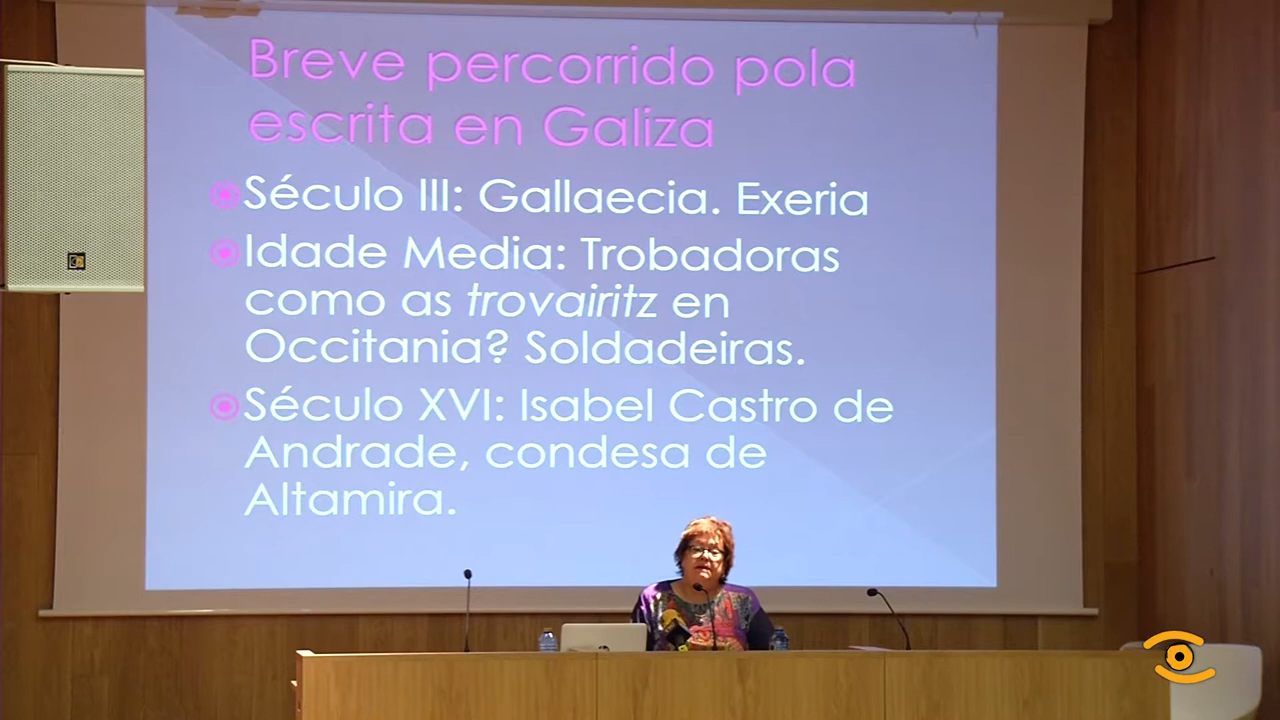 Breve percorrido pola
escrita en Galiza
Século III: Gallaecia. Exeria
Idade Media: Trobadoras
como as trovairitz en
Occitania? Soldadeiras.
Século XVI: Isabel Castro de
Andrade, condesa de
Altamira.